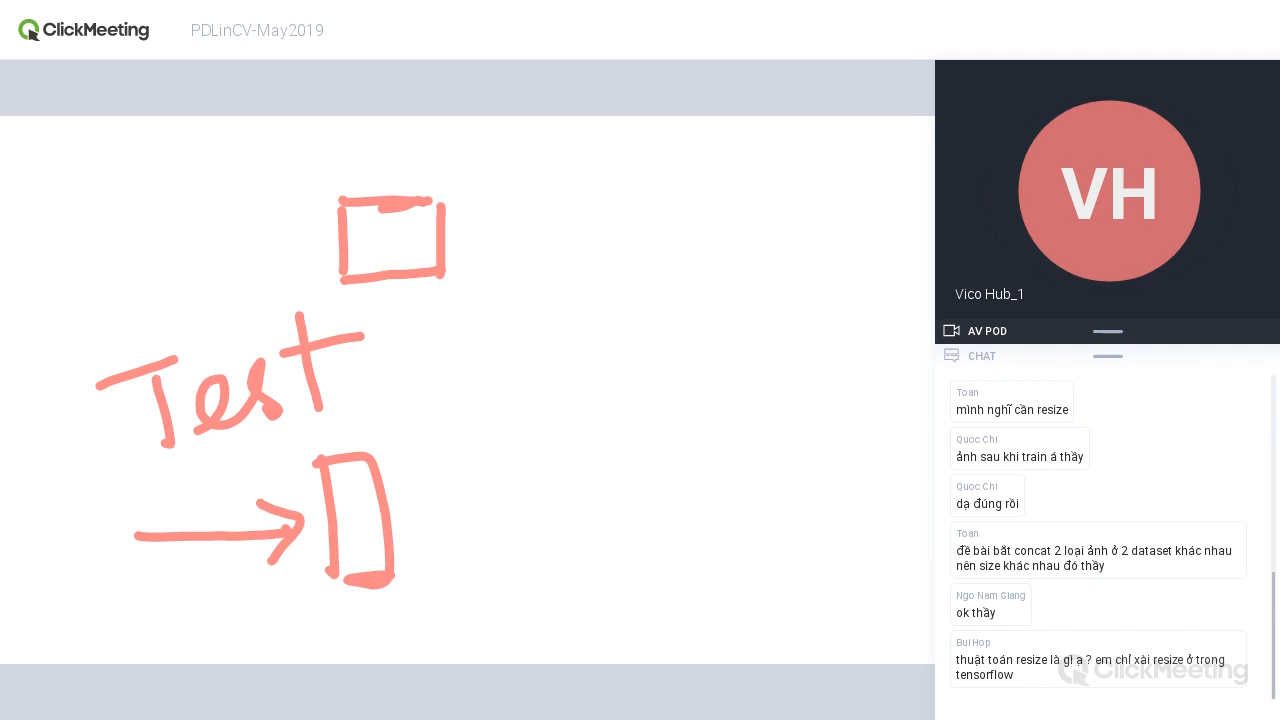 ClickMeeting
PDLinCV-May2019
Test
VH
Vico Hub_1
AV POD
CHAT
Toan
mình nghĩ cần resize
Quoc Chi
ảnh sau khi train á thầy
Quoc Chi
dạ đúng rồi
Toan
đề bài bắt concat 2 loại ảnh ở 2 dataset khác nhau
nên size khác nhau đó thầy
Ngo Nam Giang
ok thầy
Bui Hop
thuật toán resize là gì ạ ? em chỉ xài resize ở trong
tensorflow
ClickMeeting